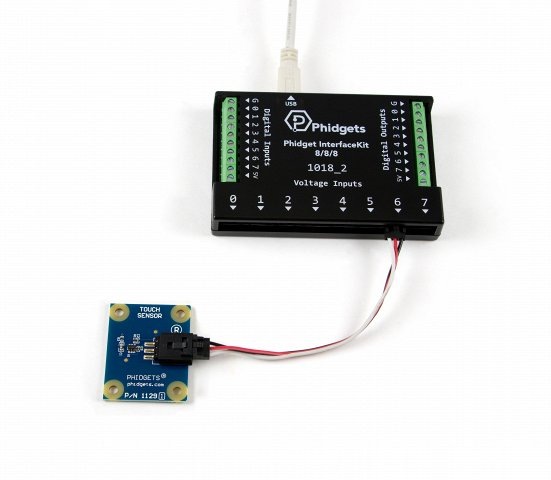 USB
Phidgets
Phidget InterfaceKit
8/8/8
1018_2
Voltage Inputs
0 1 2 3 4 5 6 7
Digital Inputs
G 0 1 2 3 4 5 6 7 5V
Digital Outputs
5V 7 6 5 4 3 2 1 0 G
TOUCH
SENSOR
R
PHIDGETS®
phidgets.com
P/N 1129 1